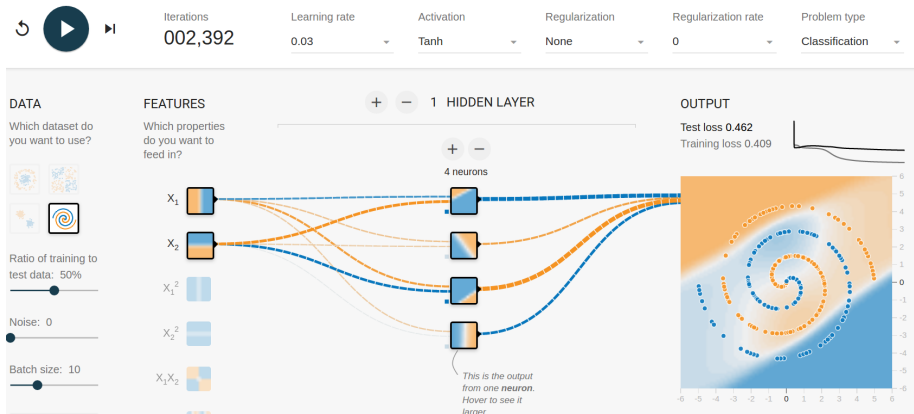 Iterations
002,392
Learning rate
0.03
Activation
Tanh
Regularization
None
Regularization rate
0
Problem type
Classification
DATA
Which dataset do
you want to use?
Ratio of training to
test data: 50%
Noise: 0
Batch size: 10
FEATURES
Which properties
do you want to
feed in?
X₁
X₂
X₁²
X₂²
X₁X₂
+ − 1 HIDDEN LAYER
+ −
4 neurons
This is the output
from one neuron.
Hover to see it
larger
OUTPUT
Test loss 0.462
Training loss 0.409
6
5
4
3
2
1
0
-1
-2
-3
-4
-5
-6
-6 -5 -4 -3 -2 -1 0 1 2 3 4 5 6